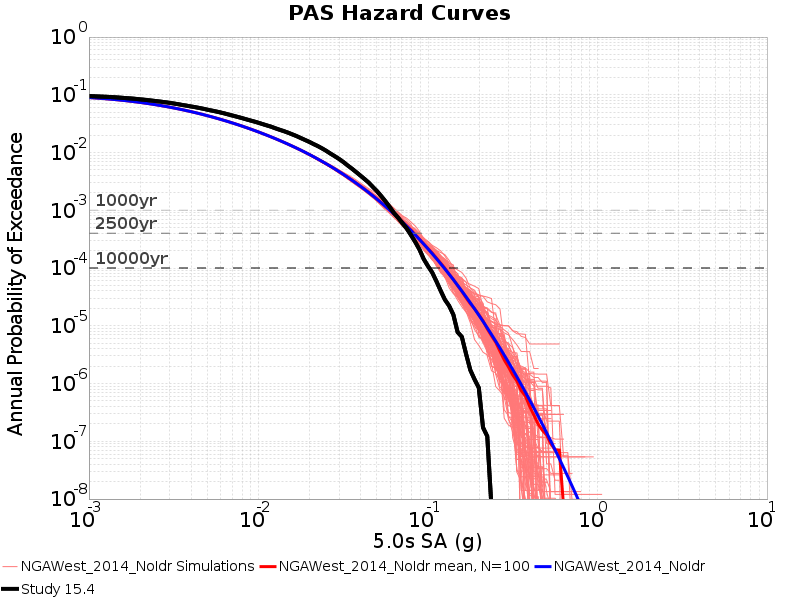 PAS Hazard Curves
Annual Probability of Exceedance
10^0
10^-1
10^-2
10^-3
10^-4
10^-5
10^-6
10^-7
10^-8
1000yr
2500yr
10000yr
10^-3 10^-2 10^-1 10^0 10^1
5.0s SA (g)
NGAWest_2014_NoIdr Simulations NGAWest_2014_NoIdr mean, N=100 NGAWest_2014_NoIdr
Study 15.4